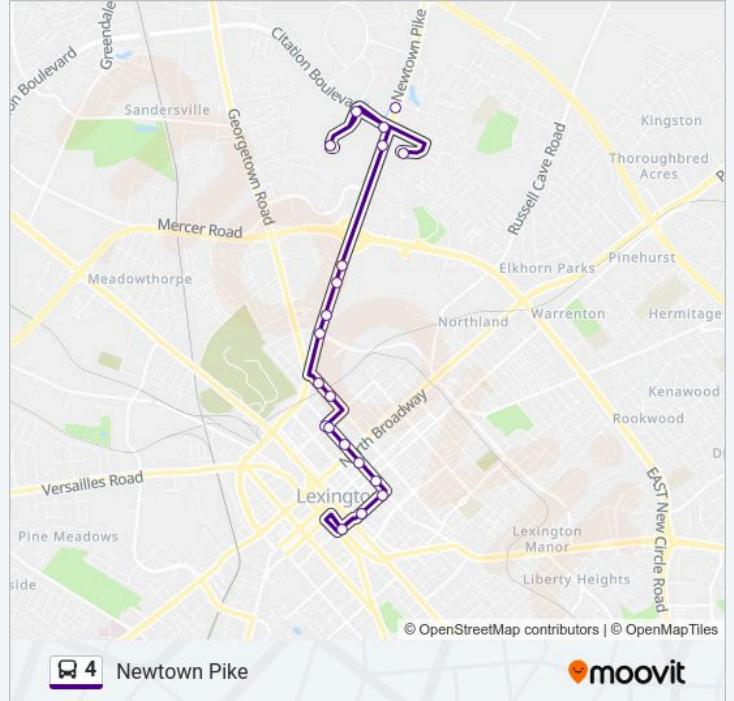 Greendale
Newtown Pike
Citation Boulevard
on Boulevard
Sandersville
Georgetown Road
Kingston
Thoroughbred
Acres
Russell Cave Road
P
Mercer Road
Pinehurst
Elkhorn Parks
Meadowthorpe
Northland
Warrenton
Hermitage
Kenawood
Rookwood
North Broadway
Di
Versailles Road
Lexington
EAST New Circle Road
Pine Meadows
Lexington
Manor
side
Liberty Heights
© OpenStreetMap contributors | © OpenMapTiles
4 Newtown Pike
moovit